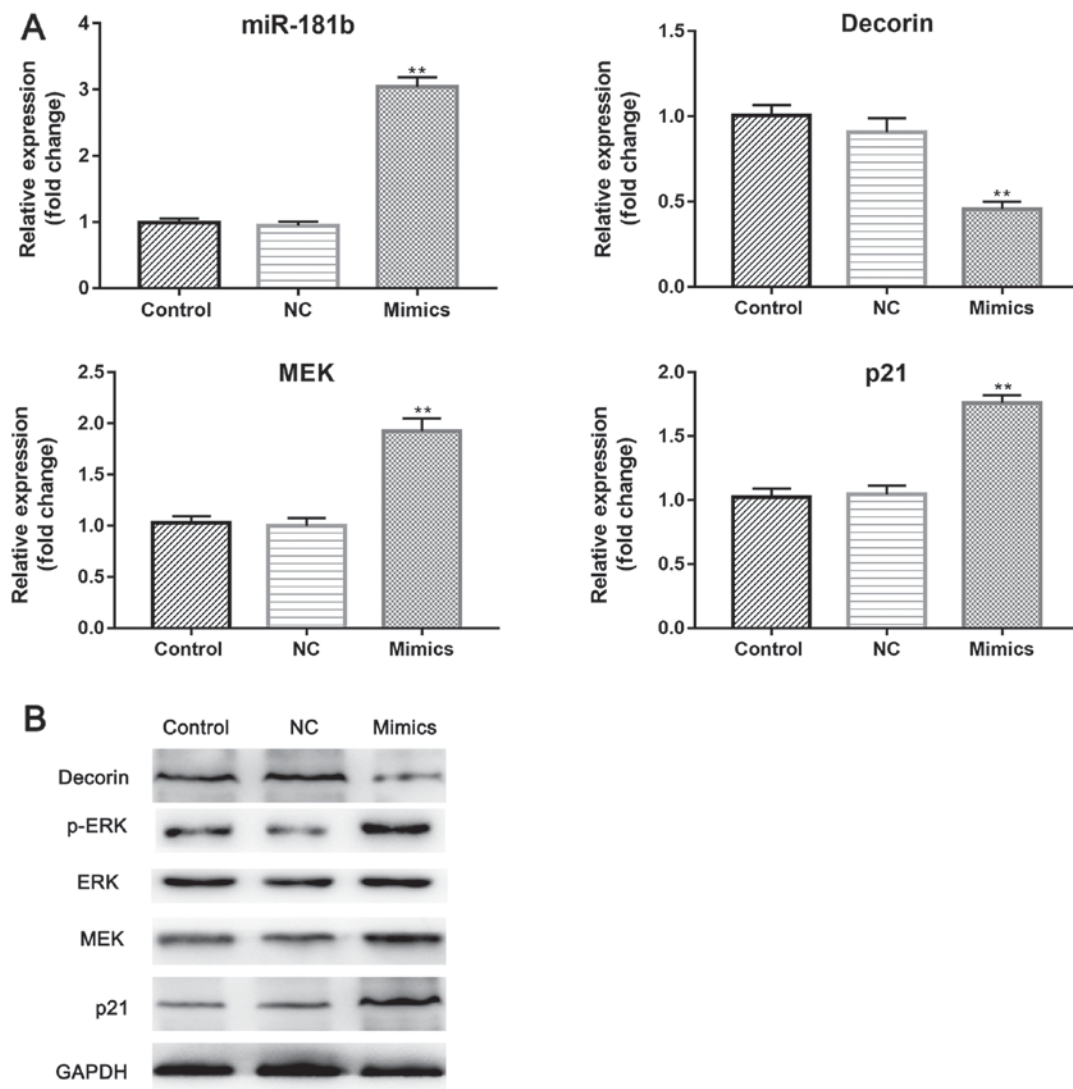 A
miR-181b
Relative expression
(fold change)
4
3
2
1
0
**
Control NC Mimics
Decorin
Relative expression
(fold change)
1.5
1.0
0.5
0.0
**
Control NC Mimics
MEK
Relative expression
(fold change)
2.5
2.0
1.5
1.0
0.5
0.0
**
Control NC Mimics
p21
Relative expression
(fold change)
2.0
1.5
1.0
0.5
0.0
**
Control NC Mimics
B
Control NC Mimics
Decorin
p-ERK
ERK
MEK
p21
GAPDH